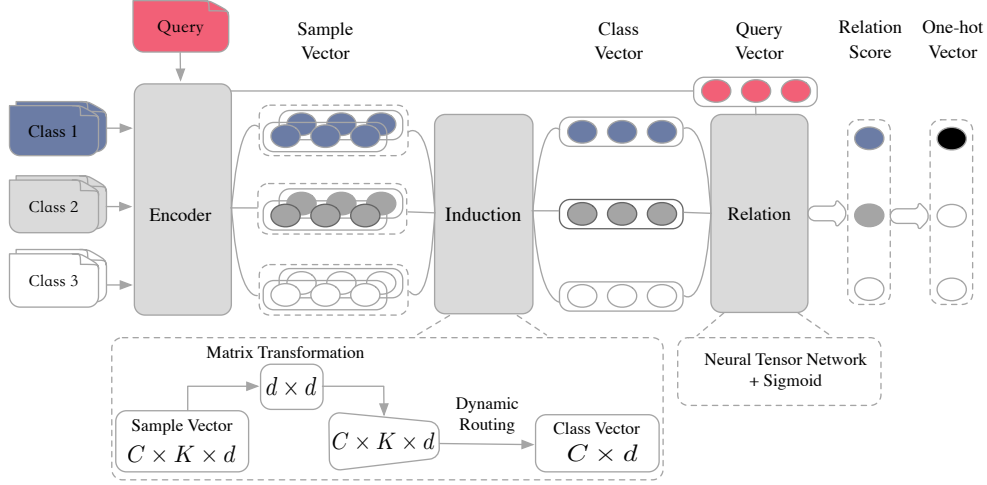 Query
Sample
Vector
Class
Vector
Query
Vector
Relation
Score
One-hot
Vector
Class 1
Class 2
Class 3
Encoder
Induction
Relation
Matrix Transformation
d × d
Sample Vector
C × K × d
C × K × d
Dynamic
Routing
Class Vector
C × d
Neural Tensor Network
+ Sigmoid